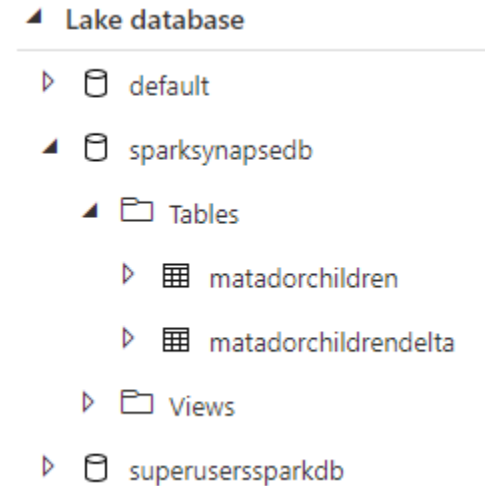 Lake database
default
sparksynapsedb
Tables
matadorchildren
matadorchildrendelta
Views
superuserssparkdb